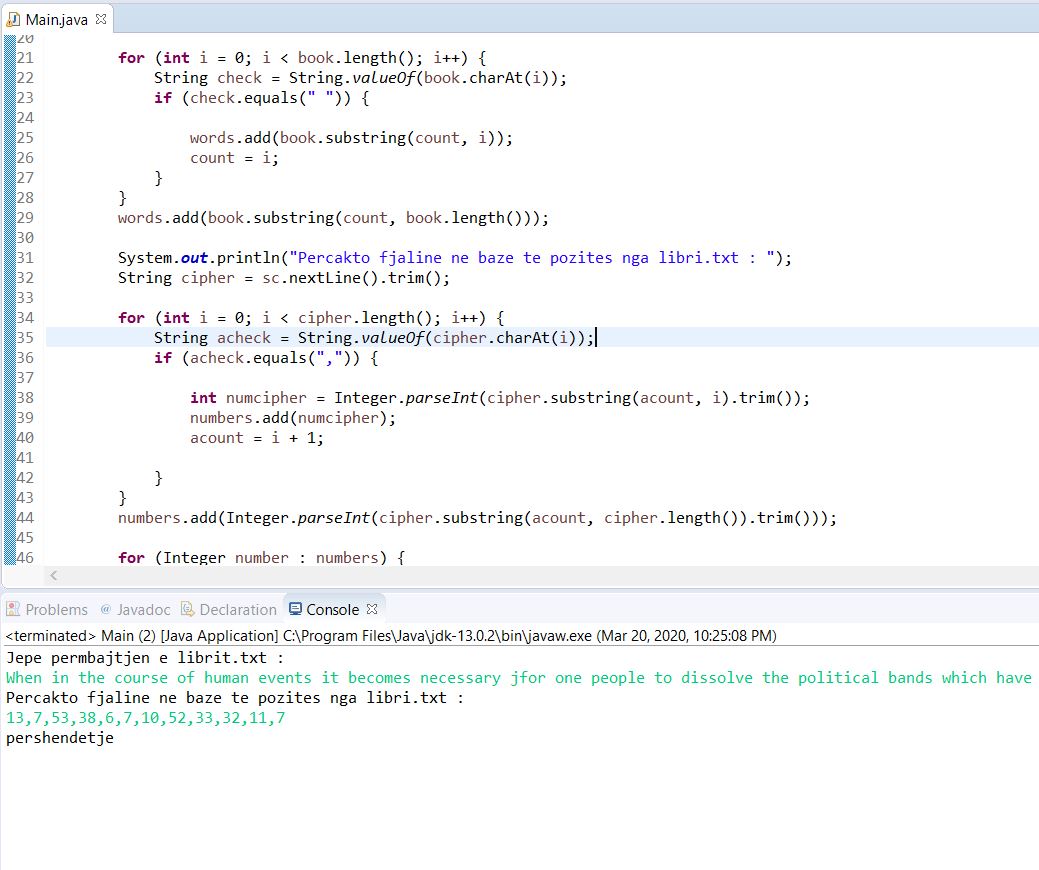 Main.java
20
21 for (int i = 0; i < book.length(); i++) {
22 String check = String.valueOf(book.charAt(i));
23 if (check.equals(" ")) {
24
25 words.add(book.substring(count, i));
26 count = i;
27 }
28 }
29 words.add(book.substring(count, book.length()));
30
31 System.out.println("Percakto fjaline ne baze te pozites nga libri.txt : ");
32 String cipher = sc.nextLine().trim();
33
34 for (int i = 0; i < cipher.length(); i++) {
35 String acheck = String.valueOf(cipher.charAt(i));
36 if (acheck.equals(",")) {
37
38 int numcipher = Integer.parseInt(cipher.substring(acount, i).trim());
39 numbers.add(numcipher);
40 acount = i + 1;
41
42 }
43 }
44 numbers.add(Integer.parseInt(cipher.substring(acount, cipher.length()).trim()));
45
46 for (Integer number : numbers) {
Problems @ Javadoc Declaration Console
<terminated> Main (2) [Java Application] C:\Program Files\Java\jdk-13.0.2\bin\javaw.exe (Mar 20, 2020, 10:25:08 PM)
Jepe permbajtjen e librit.txt :
When in the course of human events it becomes necessary jfor one people to dissolve the political bands which have
Percakto fjaline ne baze te pozites nga libri.txt :
13,7,53,38,6,7,10,52,33,32,11,7
pershendetje